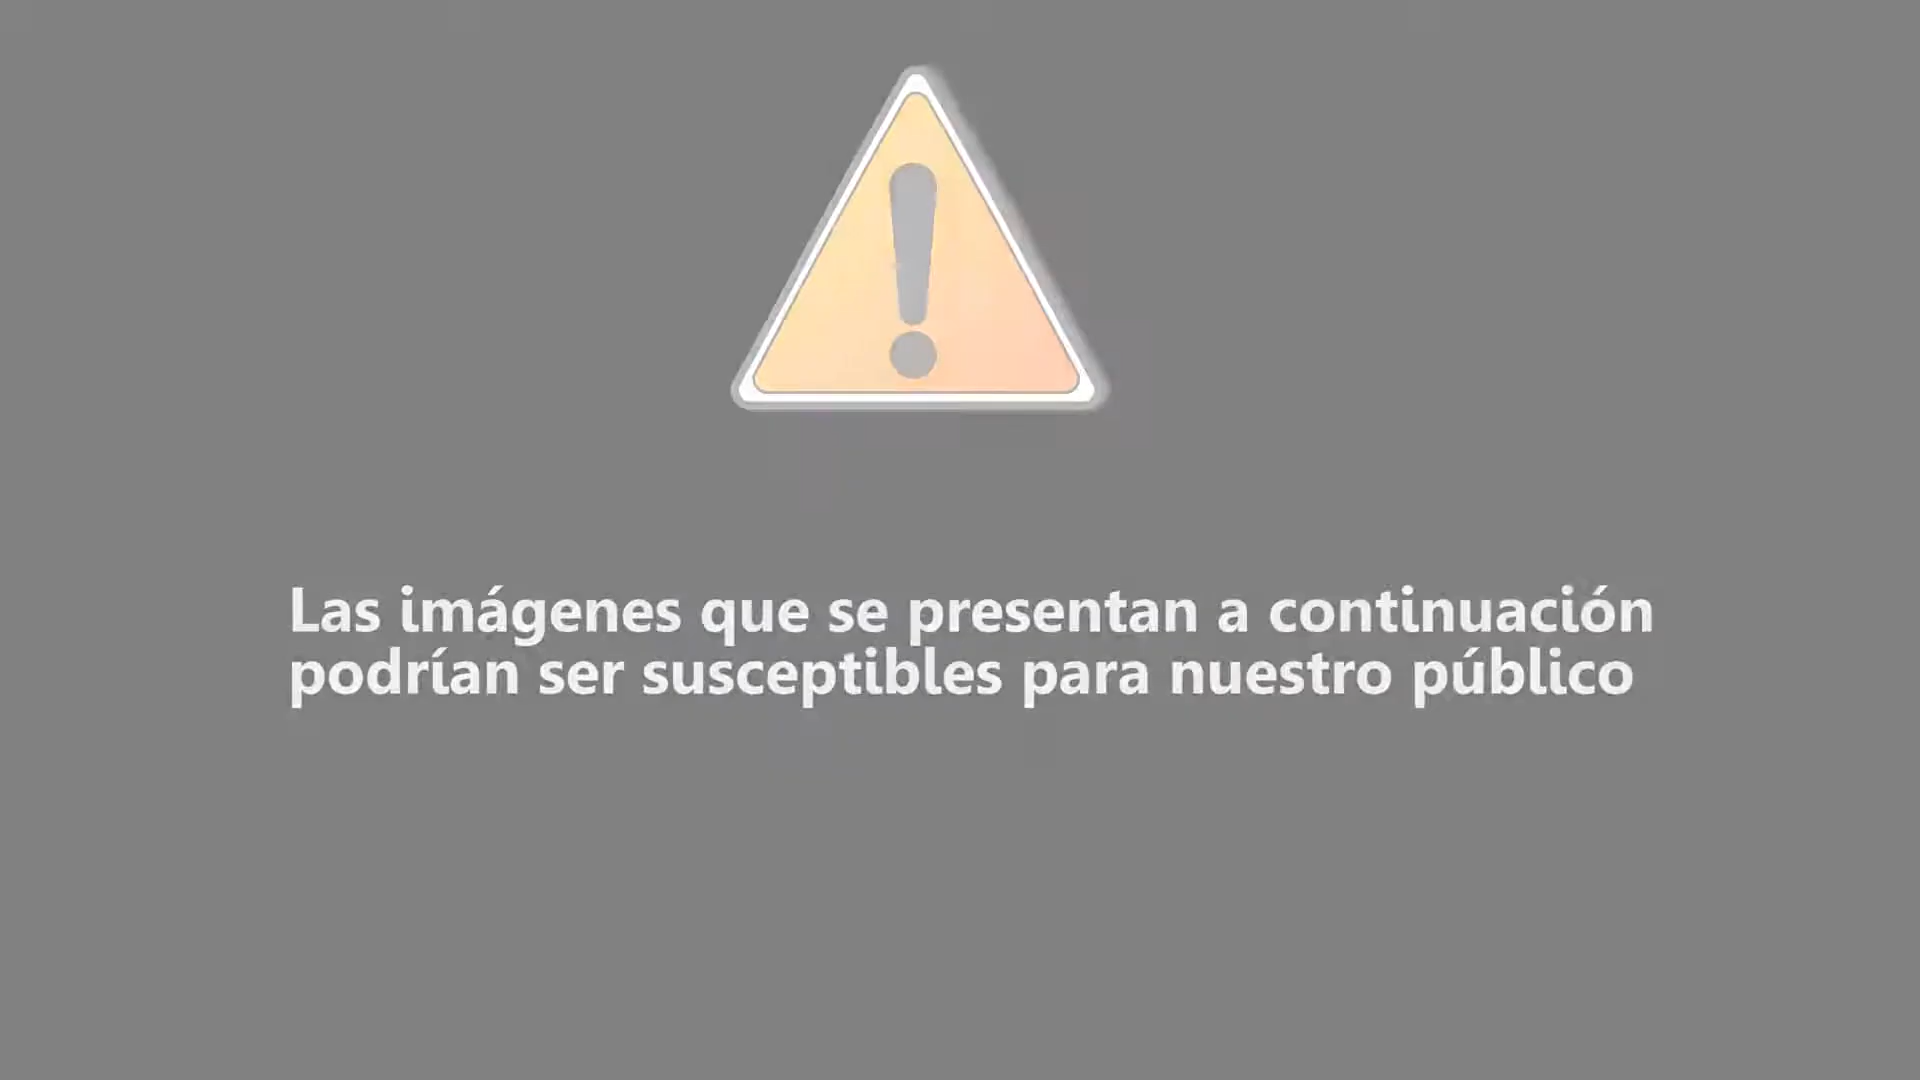 Las imágenes que se presentan a continuación
podrían ser susceptibles para nuestro público